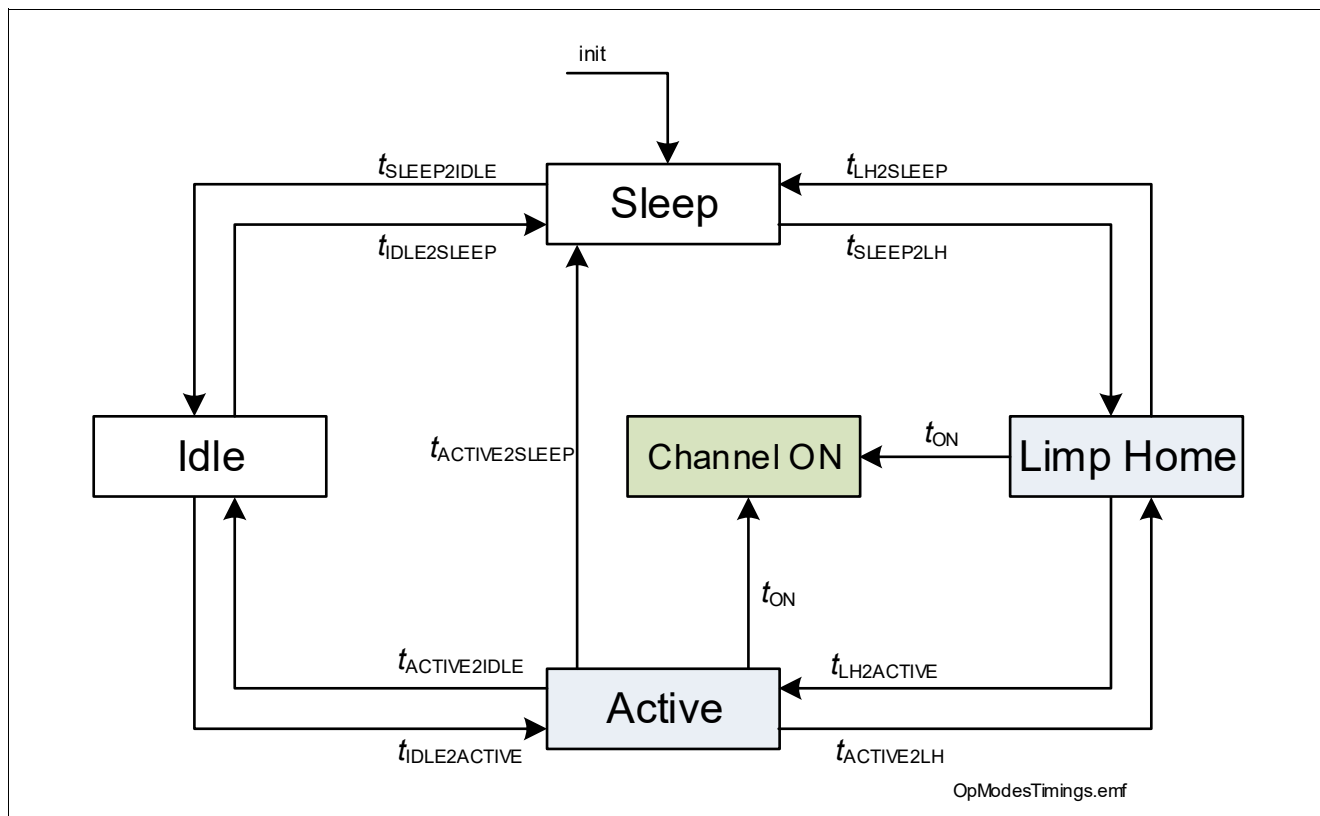 init
tSLEEP2IDLE
tLH2SLEEP
Sleep
tIDLE2SLEEP
tSLEEP2LH
Idle
tACTIVE2SLEEP
Channel ON
tON
Limp Home
tON
tACTIVE2IDLE
tLH2ACTIVE
Active
tIDLE2ACTIVE
tACTIVE2LH
OpModesTimings.emf